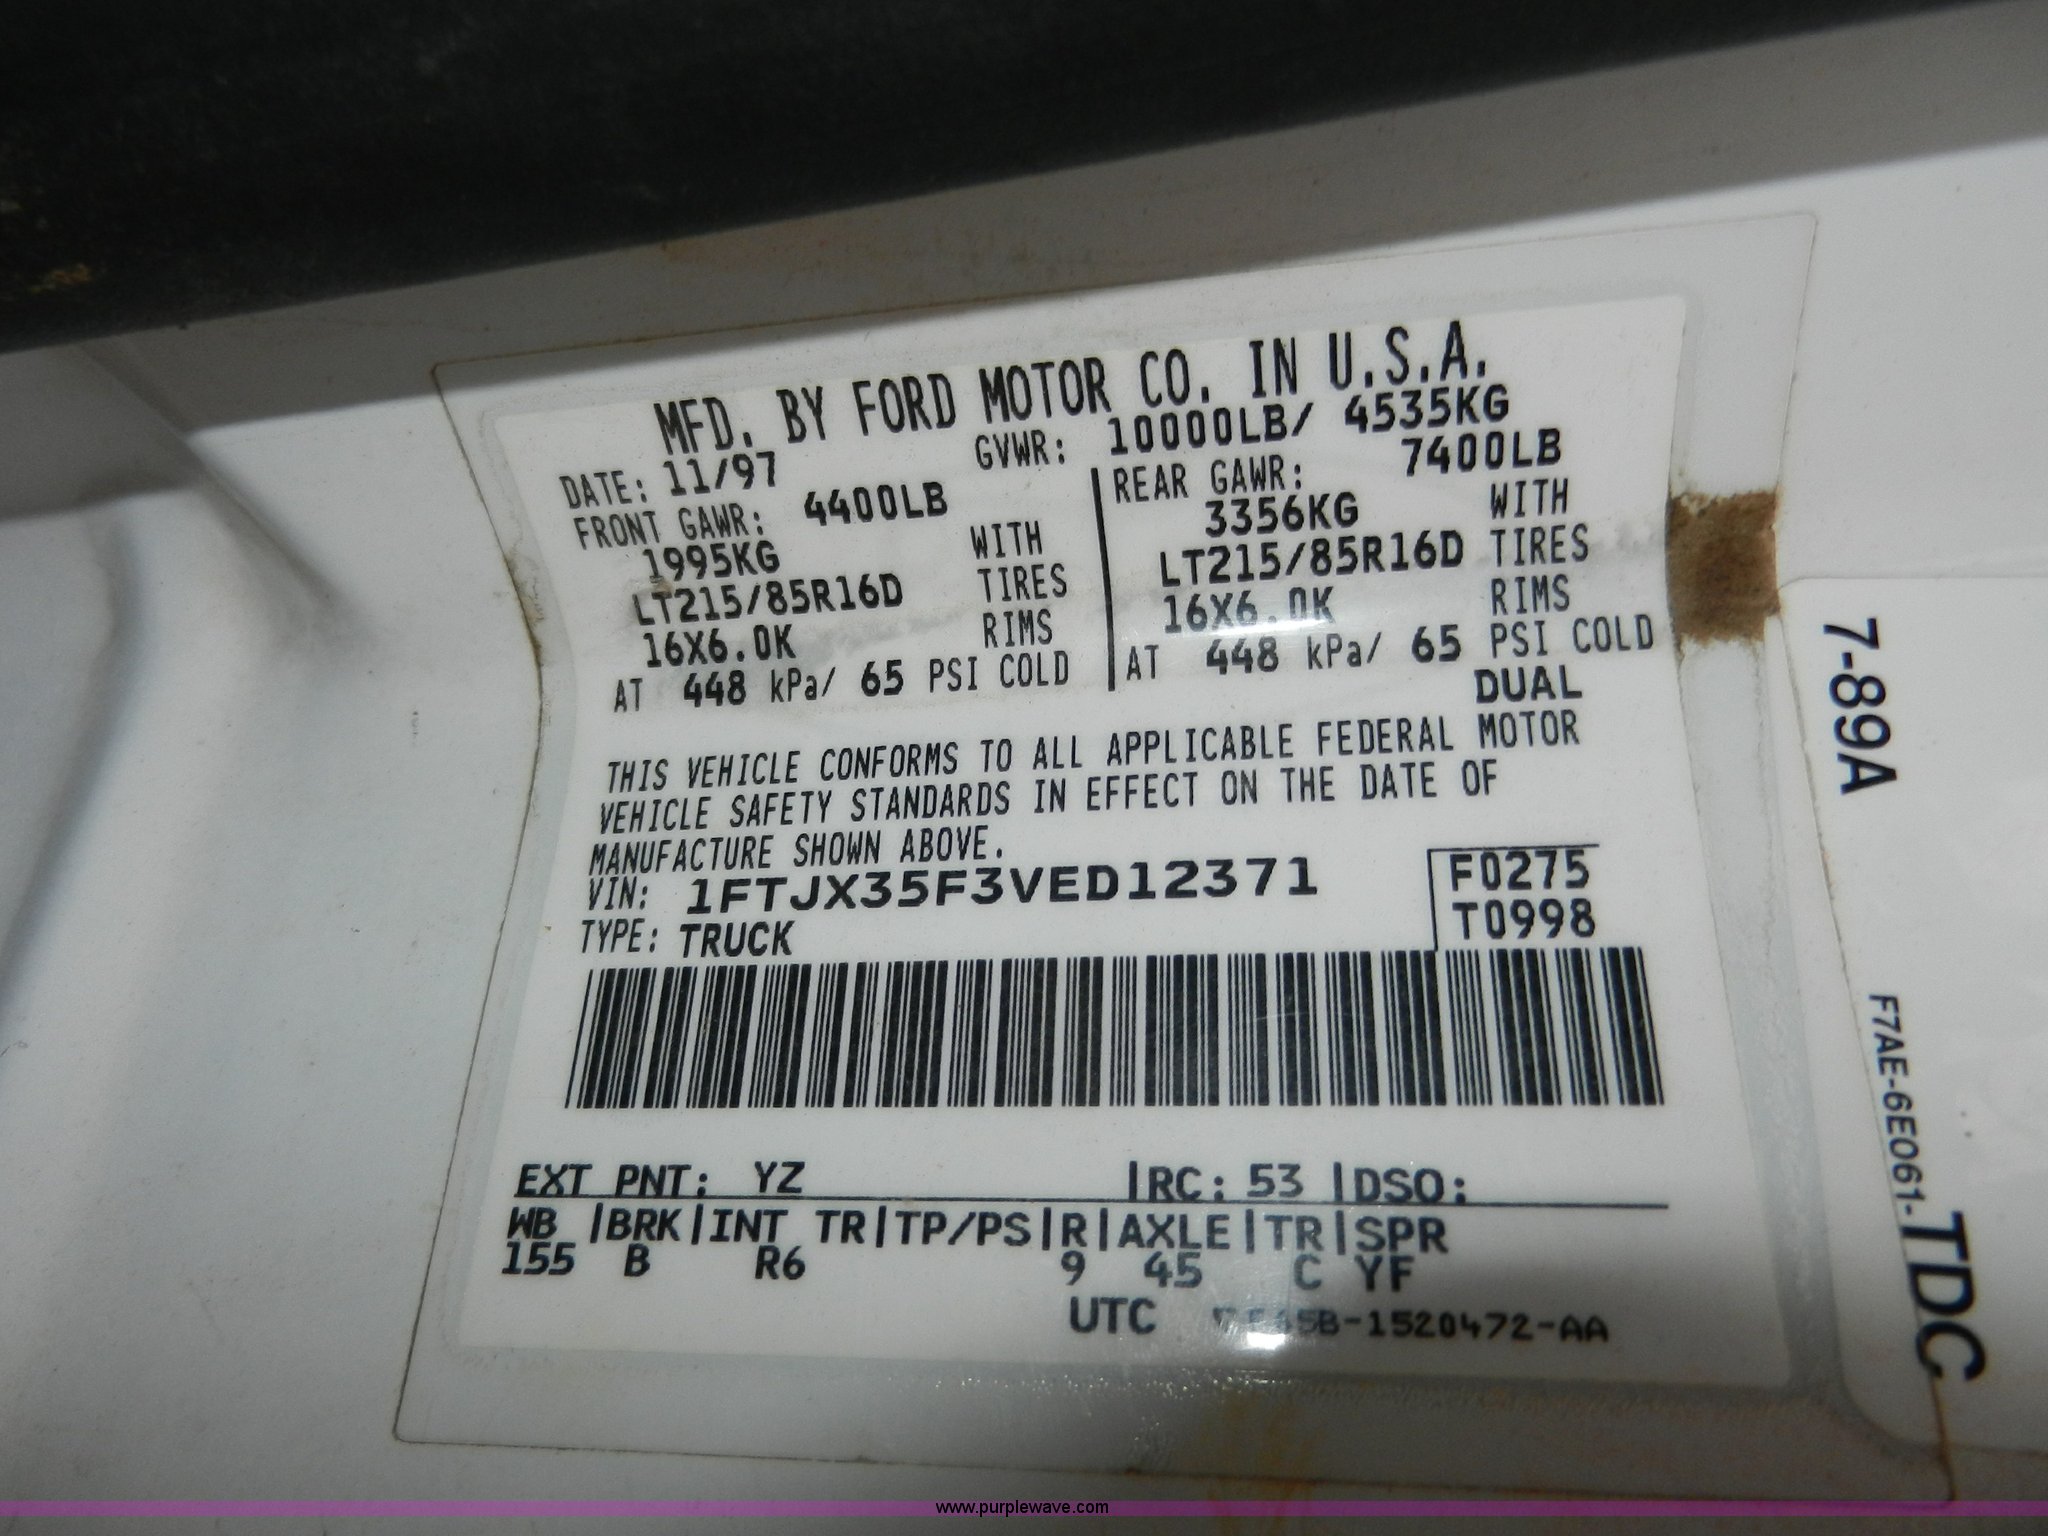 MFD. BY FORD MOTOR CO. IN U.S.A.
DATE: 11/97 GVWR: 10000LB/ 4535KG
FRONT GAWR: 4400LB
1995KG WITH
LT215/85R16D TIRES
16X6.0K RIMS
AT 448 kPa/ 65 PSI COLD
REAR GAWR: 7400LB
3356KG WITH
LT215/85R16D TIRES
16X6.0K RIMS
AT 448 kPa/ 65 PSI COLD
DUAL
THIS VEHICLE CONFORMS TO ALL APPLICABLE FEDERAL MOTOR
VEHICLE SAFETY STANDARDS IN EFFECT ON THE DATE OF
MANUFACTURE SHOWN ABOVE.
VIN: 1FTJX35F3VED12371
TYPE: TRUCK
F0275
T0998
EXT PNT: YZ |RC: 53 |DSO:
WB |BRK|INT TR|TP/PS|R|AXLE|TR|SPR
155 B R6 9 45 C YF
UTC
7-89A
F7AE-6E061-TDC
www.purplewave.com